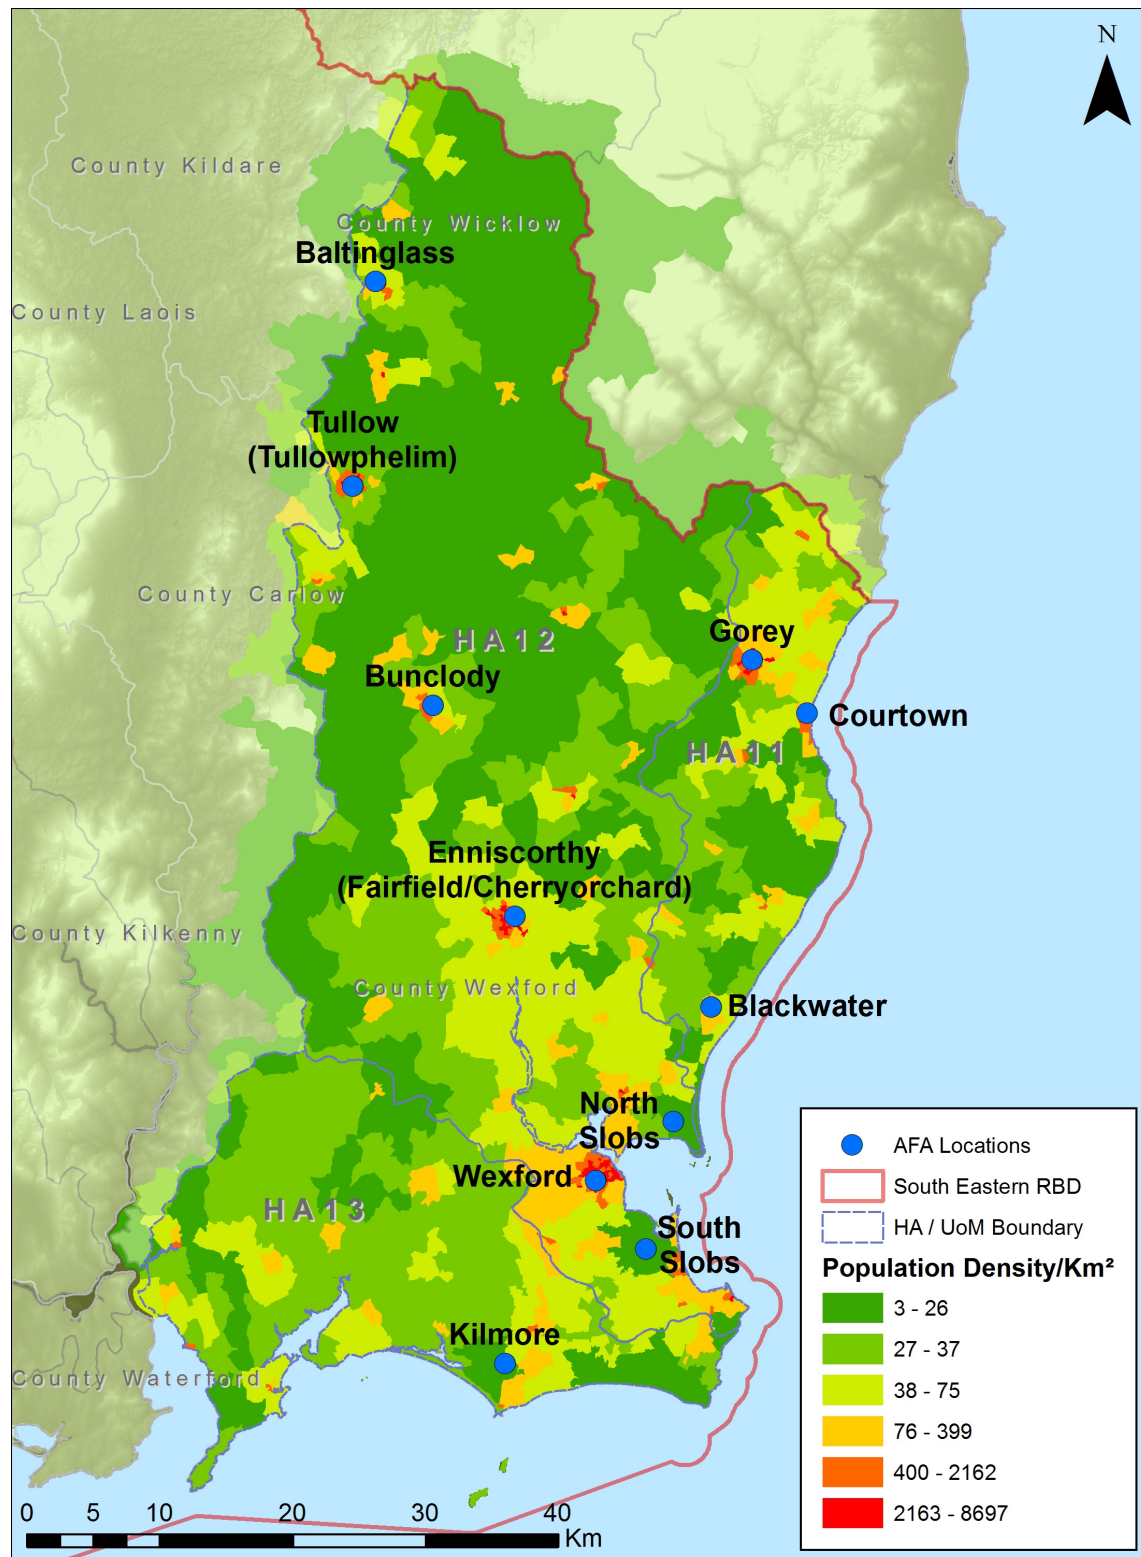 N
County Kildare
County Wicklow
Baltinglass
County Laois
Tullow
(Tullowphelim)
County Carlow
HA12
Gorey
Bunclody
Courtown
HA11
Enniscorthy
(Fairfield/Cherryorchard)
County Kilkenny
County Wexford
Blackwater
North
Slobs
Wexford
HA13
South
Slobs
Kilmore
County Waterford
AFA Locations
South Eastern RBD
HA / UoM Boundary
Population Density/Km²
3 - 26
27 - 37
38 - 75
76 - 399
400 - 2162
2163 - 8697
0 5 10 20 30 40
Km